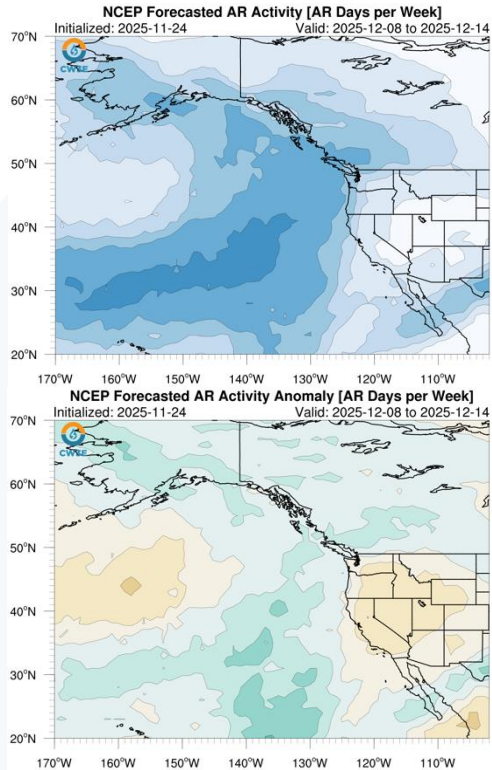 NCEP Forecasted AR Activity [AR Days per Week]
Initialized: 2025-11-24 Valid: 2025-12-08 to 2025-12-14
70°N
CW3E
60°N
50°N
40°N
30°N
20°N
170°W 160°W 150°W 140°W 130°W 120°W 110°W
NCEP Forecasted AR Activity Anomaly [AR Days per Week]
Initialized: 2025-11-24 Valid: 2025-12-08 to 2025-12-14
70°N
CW3E
60°N
50°N
40°N
30°N
20°N
170°W 160°W 150°W 140°W 130°W 120°W 110°W